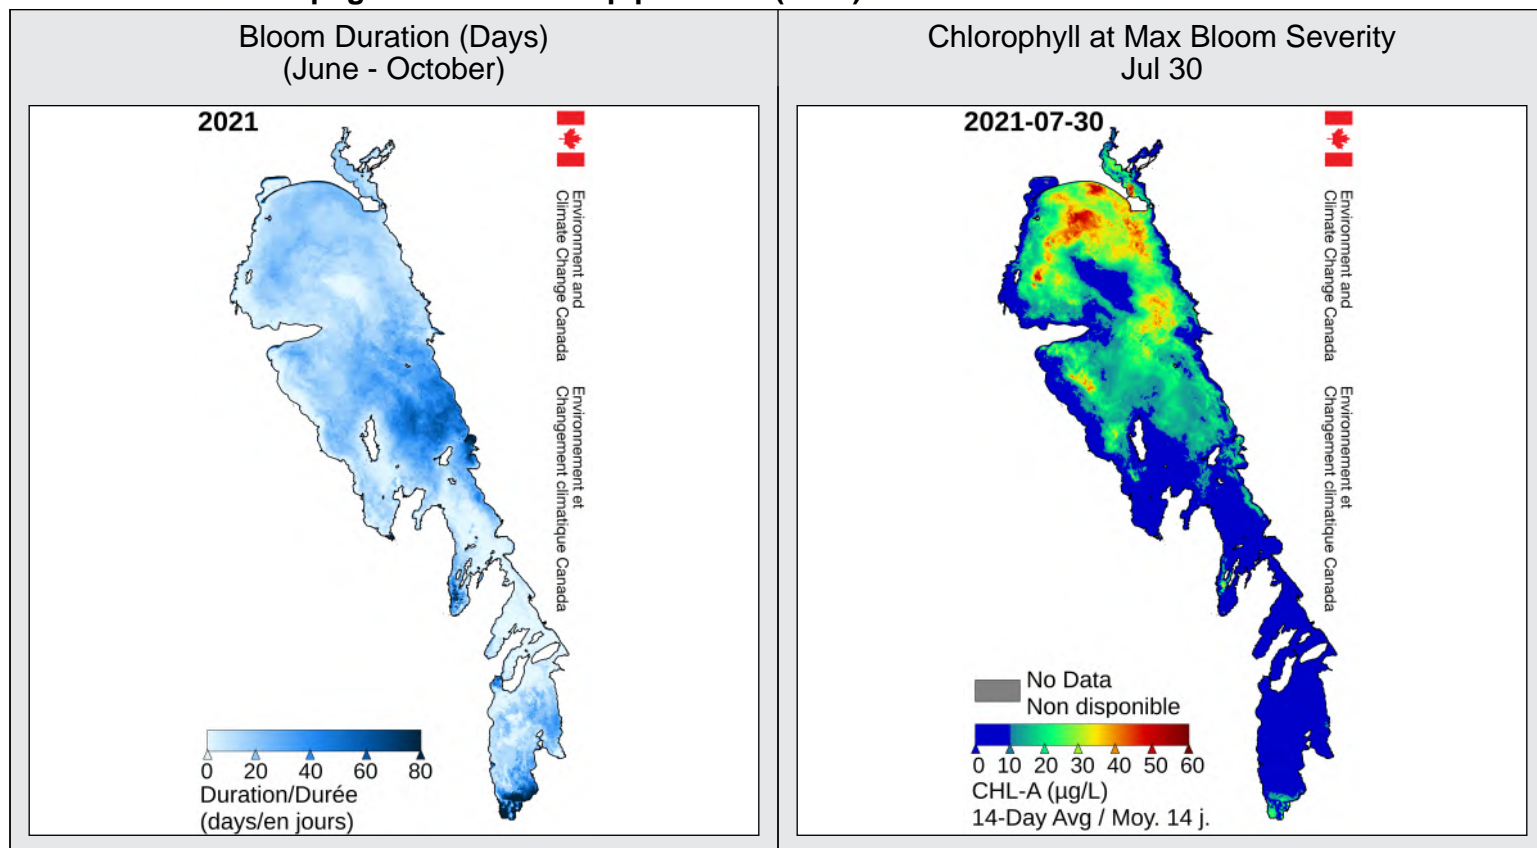 Bloom Duration (Days)
(June - October)
2021
Environment and
Climate Change Canada
Environnement et
Changement climatique Canada
0 20 40 60 80
Duration/Durée
(days/en jours)
Chlorophyll at Max Bloom Severity
Jul 30
2021-07-30
Environment and
Climate Change Canada
Environnement et
Changement climatique Canada
No Data
Non disponible
0 10 20 30 40 50 60
CHL-A (µg/L)
14-Day Avg / Moy. 14 j.